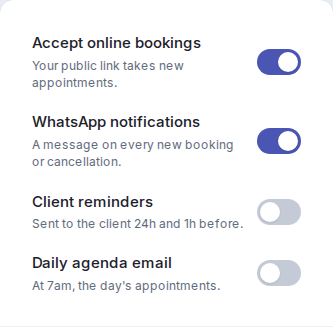 Accept online bookings
Your public link takes new
appointments.
WhatsApp notifications
A message on every new booking
or cancellation.
Client reminders
Sent to the client 24h and 1h before.
Daily agenda email
At 7am, the day's appointments.